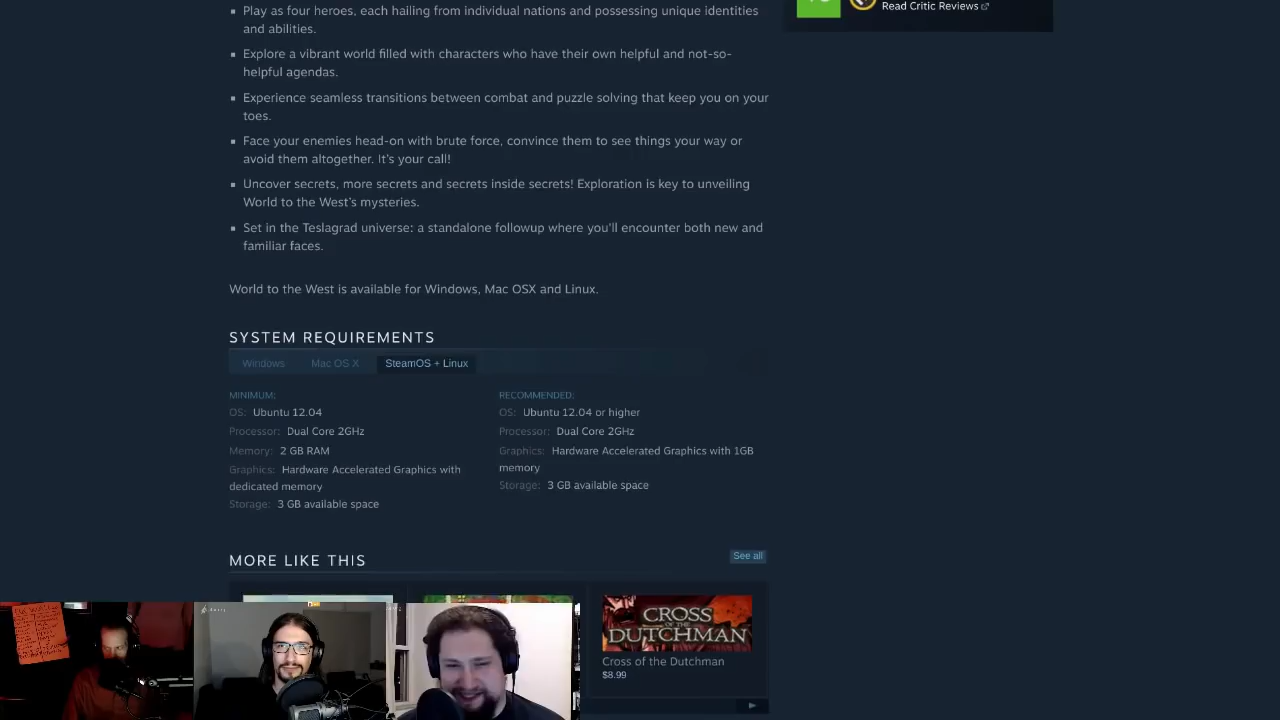 Play as four heroes, each hailing from individual nations and possessing unique identities
and abilities.
Read Critic Reviews
Explore a vibrant world filled with characters who have their own helpful and not-so-
helpful agendas.
Experience seamless transitions between combat and puzzle solving that keep you on your
toes.
Face your enemies head-on with brute force, convince them to see things your way or
avoid them altogether. It's your call!
Uncover secrets, more secrets and secrets inside secrets! Exploration is key to unveiling
World to the West's mysteries.
Set in the Teslagrad universe: a standalone followup where you'll encounter both new and
familiar faces.
World to the West is available for Windows, Mac OSX and Linux.
SYSTEM REQUIREMENTS
Windows Mac OS X SteamOS + Linux
MINIMUM:
OS: Ubuntu 12.04
Processor: Dual Core 2GHz
Memory: 2 GB RAM
Graphics: Hardware Accelerated Graphics with
dedicated memory
Storage: 3 GB available space
RECOMMENDED:
OS: Ubuntu 12.04 or higher
Processor: Dual Core 2GHz
Graphics: Hardware Accelerated Graphics with 1GB
memory
Storage: 3 GB available space
MORE LIKE THIS
See all
CROSS
OF THE
DUTCHMAN
Cross of the Dutchman
$8.99